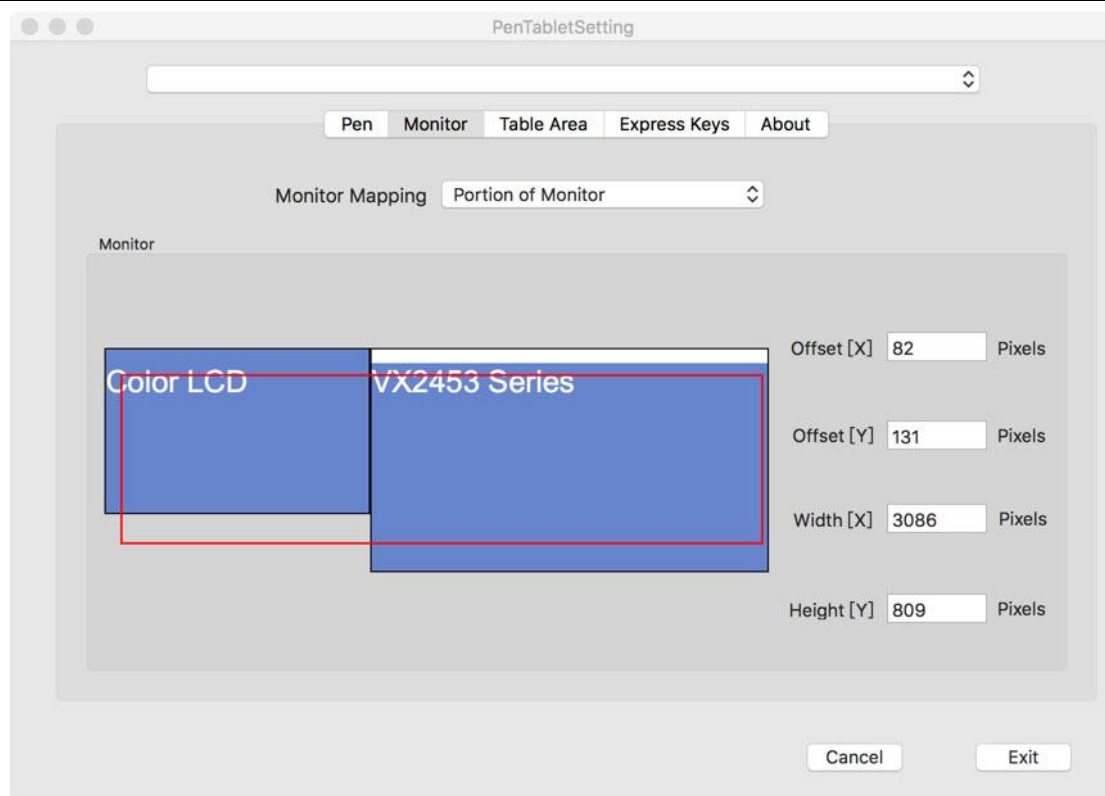 PenTabletSetting
Pen Monitor Table Area Express Keys About
Monitor Mapping Portion of Monitor
Monitor
Color LCD VX2453 Series
Offset [X] 82 Pixels
Offset [Y] 131 Pixels
Width [X] 3086 Pixels
Height [Y] 809 Pixels
Cancel Exit